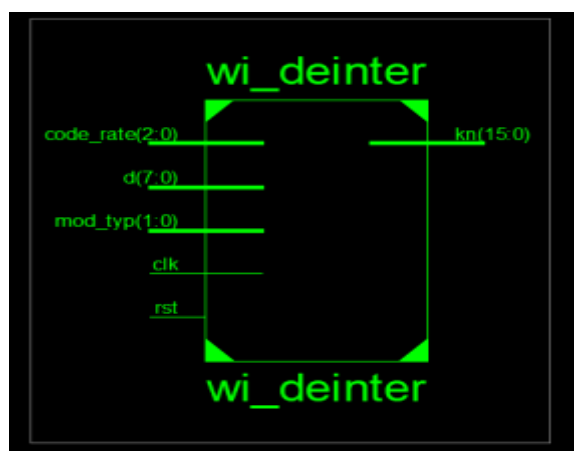 wi_deinter
code_rate(2:0)
kn(15:0)
d(7:0)
mod_typ(1:0)
clk
rst
wi_deinter